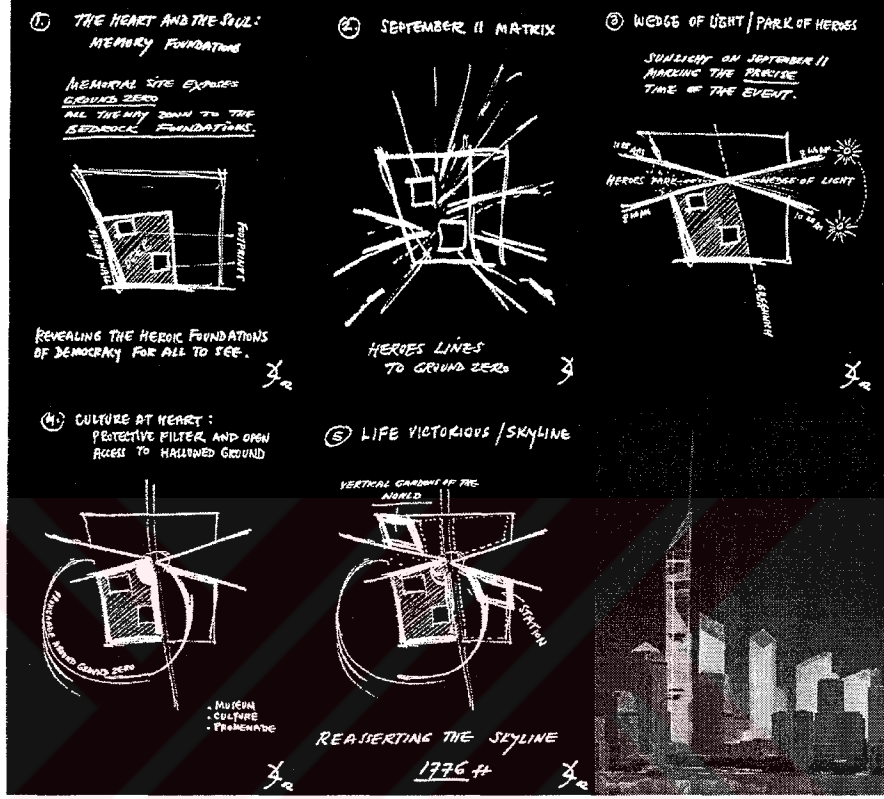 1. THE HEART AND THE SOUL:
MEMORY FOUNDATIONS
MEMORIAL SITE EXPOSES
GROUND ZERO
ALL THE WAY DOWN TO THE
BEDROCK FOUNDATIONS.
SLURRY WALL
FOOTPRINTS
REVEALING THE HEROIC FOUNDATIONS
OF DEMOCRACY FOR ALL TO SEE.
2. SEPTEMBER 11 MATRIX
HEROES LINES
TO GROUND ZERO
3 WEDGE OF LIGHT/PARK OF HEROES
SUNLIGHT ON SEPTEMBER 11
MARKING THE PRECISE
TIME OF THE EVENT.
HEROES PARK
WEDGE OF LIGHT
GREENWICH
4. CULTURE AT HEART:
PROTECTIVE FILTER AND OPEN
ACCESS TO HALLOWED GROUND
PROMENADE AROUND GROUND ZERO
. MUSEUM
. CULTURE
. PROMENADE
5 LIFE VICTORIOUS/SKYLINE
VERTICAL GARDENS OF THE
WORLD
STATION
REASSERTING THE SKYLINE
1776 ft